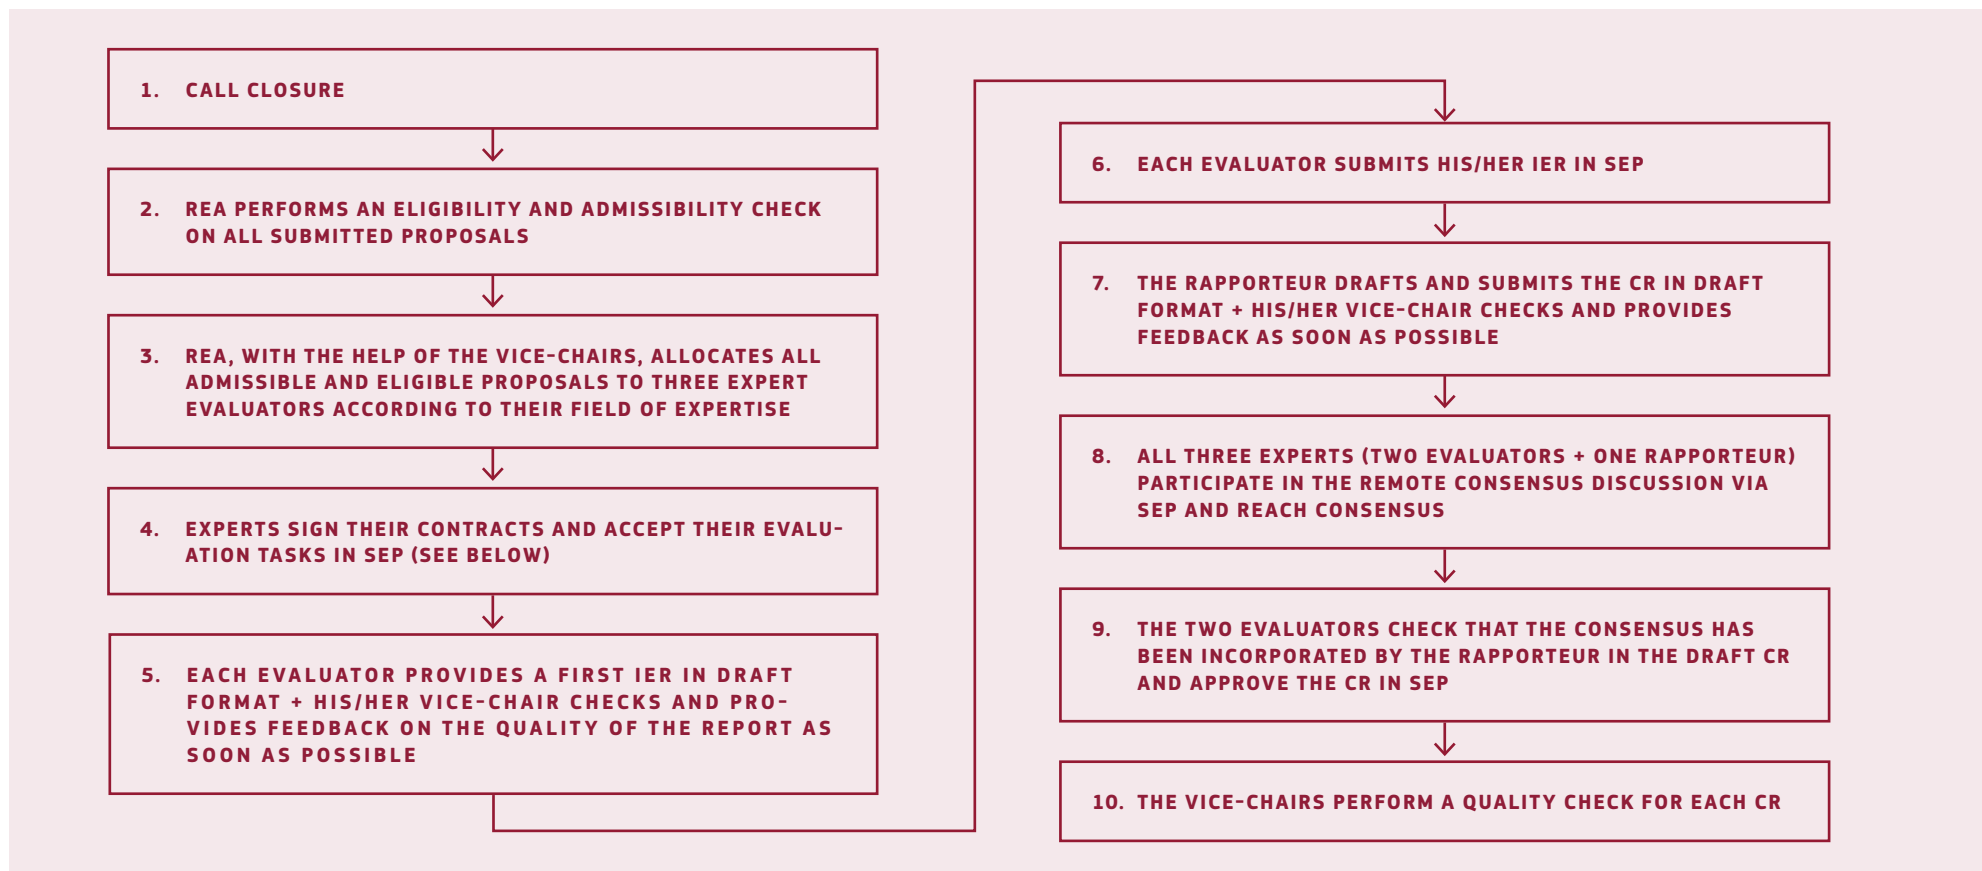 1. CALL CLOSURE
2. REA PERFORMS AN ELIGIBILITY AND ADMISSIBILITY CHECK
ON ALL SUBMITTED PROPOSALS
3. REA, WITH THE HELP OF THE VICE-CHAIRS, ALLOCATES ALL
ADMISSIBLE AND ELIGIBLE PROPOSALS TO THREE EXPERT
EVALUATORS ACCORDING TO THEIR FIELD OF EXPERTISE
4. EXPERTS SIGN THEIR CONTRACTS AND ACCEPT THEIR EVALU-
ATION TASKS IN SEP (SEE BELOW)
5. EACH EVALUATOR PROVIDES A FIRST IER IN DRAFT
FORMAT + HIS/HER VICE-CHAIR CHECKS AND PRO-
VIDES FEEDBACK ON THE QUALITY OF THE REPORT AS
SOON AS POSSIBLE
6. EACH EVALUATOR SUBMITS HIS/HER IER IN SEP
7. THE RAPPORTEUR DRAFTS AND SUBMITS THE CR IN DRAFT
FORMAT + HIS/HER VICE-CHAIR CHECKS AND PROVIDES
FEEDBACK AS SOON AS POSSIBLE
8. ALL THREE EXPERTS (TWO EVALUATORS + ONE RAPPORTEUR)
PARTICIPATE IN THE REMOTE CONSENSUS DISCUSSION VIA
SEP AND REACH CONSENSUS
9. THE TWO EVALUATORS CHECK THAT THE CONSENSUS HAS
BEEN INCORPORATED BY THE RAPPORTEUR IN THE DRAFT CR
AND APPROVE THE CR IN SEP
10. THE VICE-CHAIRS PERFORM A QUALITY CHECK FOR EACH CR